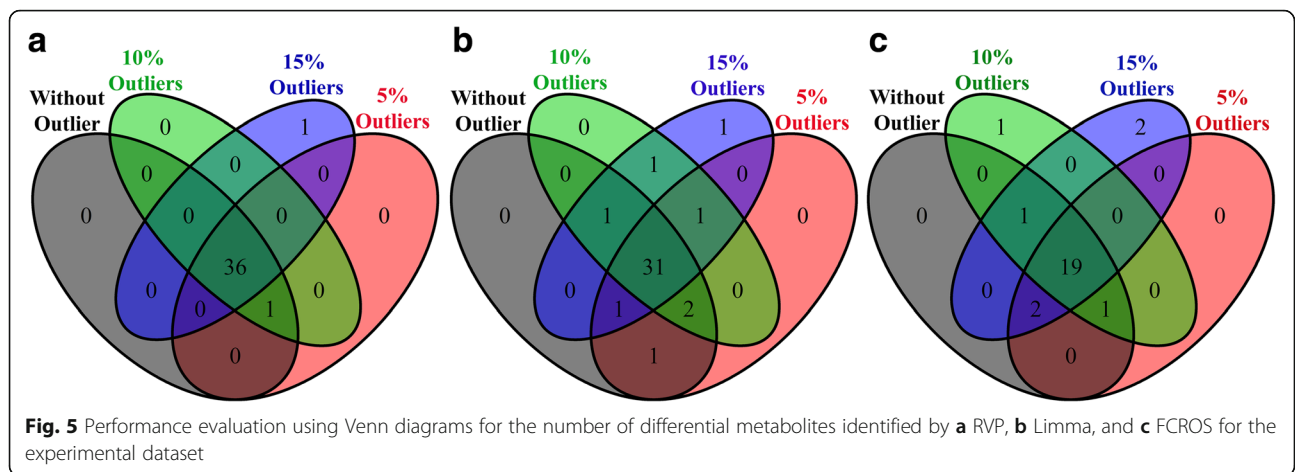 a
10%
Outliers
15%
Outliers
Without
Outlier
5%
Outliers
0
1
0
0
0
0
0
0
0
36
0
0
0
1
0
b
10%
Outliers
15%
Outliers
Without
Outlier
5%
Outliers
0
1
1
0
0
0
1
1
0
31
0
0
1
2
1
c
10%
Outliers
15%
Outliers
Without
Outlier
5%
Outliers
1
2
0
0
0
0
1
0
0
19
0
0
2
1
0
Fig. 5 Performance evaluation using Venn diagrams for the number of differential metabolites identified by a RVP, b Limma, and c FCROS for the
experimental dataset